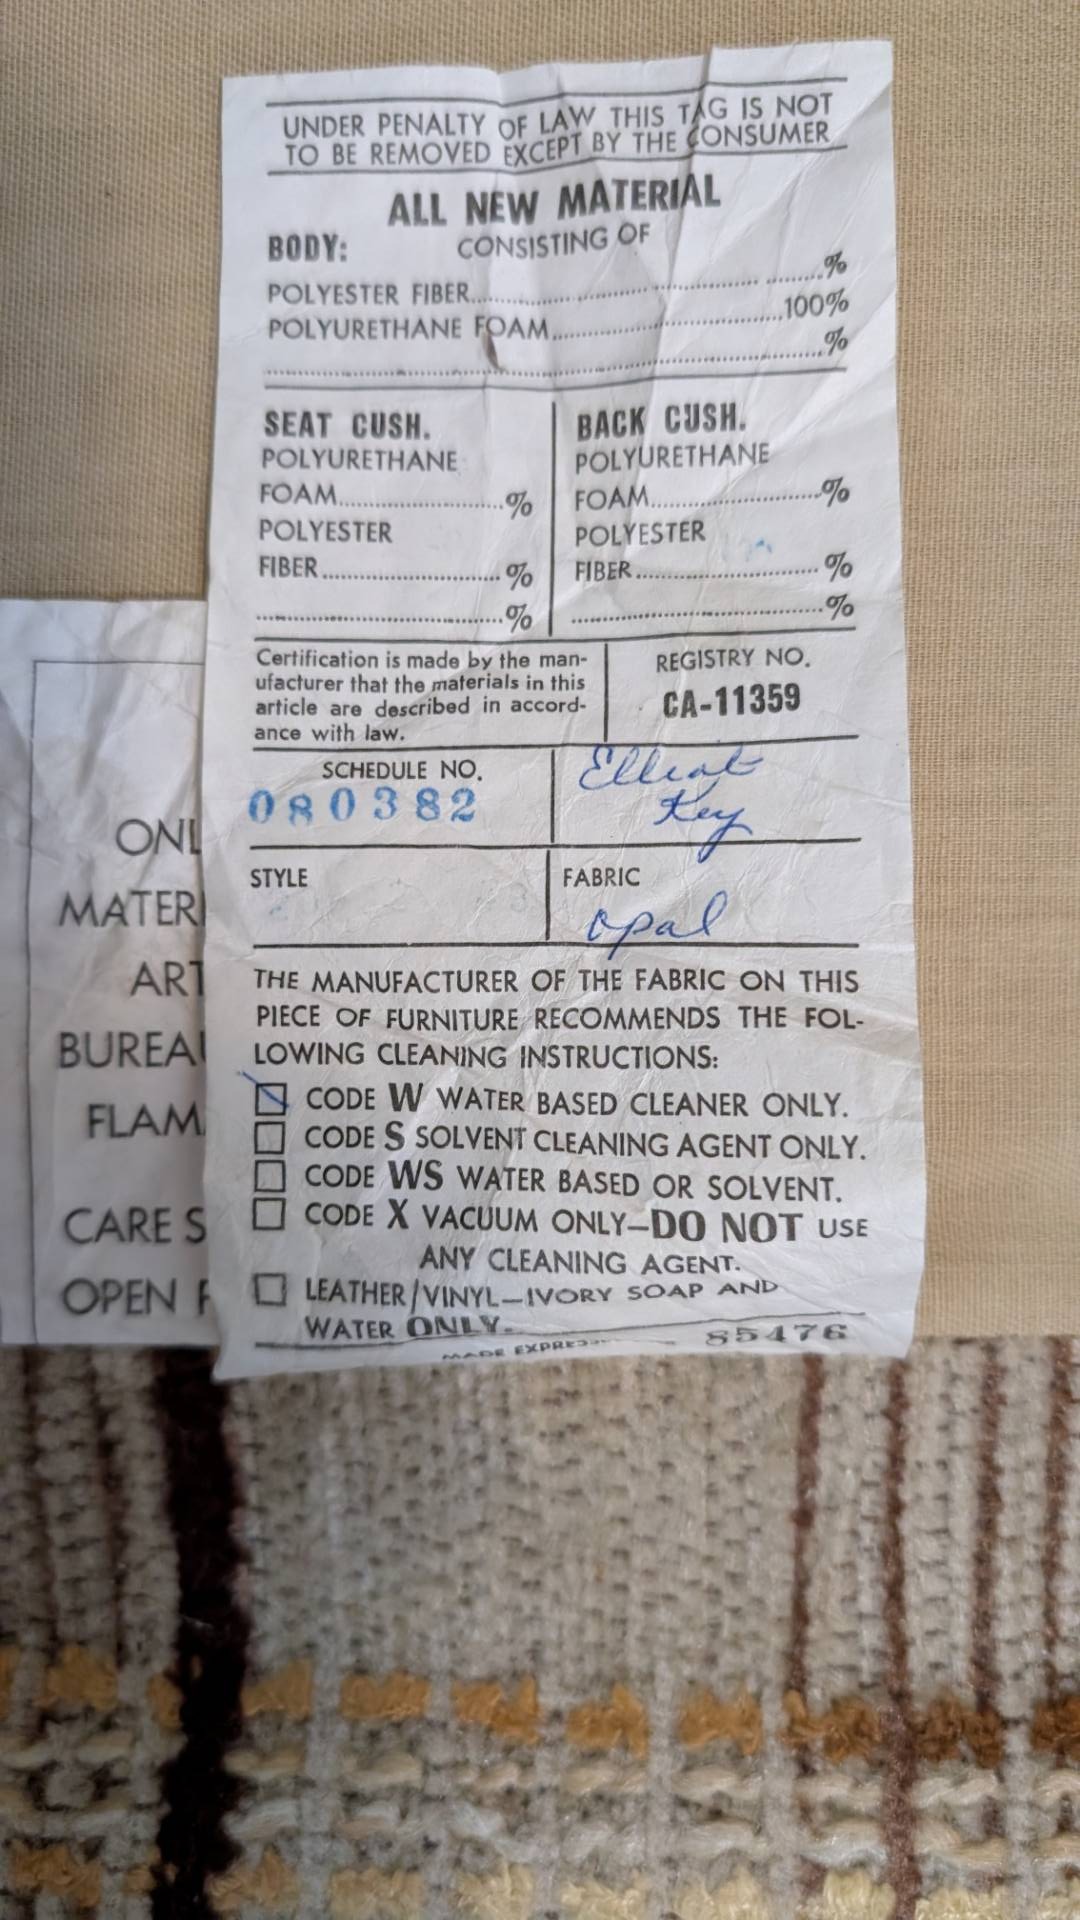 UNDER PENALTY OF LAW THIS TAG IS NOT
TO BE REMOVED EXCEPT BY THE CONSUMER
ALL NEW MATERIAL
BODY: CONSISTING OF
POLYESTER FIBER..........%
POLYURETHANE FOAM..........100%
..........%
SEAT CUSH.
POLYURETHANE
FOAM..........%
POLYESTER
FIBER..........%
..........%
BACK CUSH.
POLYURETHANE
FOAM..........%
POLYESTER
FIBER..........%
..........%
Certification is made by the man-
ufacturer that the materials in this
article are described in accord-
ance with law.
REGISTRY NO.
CA-11359
SCHEDULE NO.
080382
Elliot
Key
STYLE
FABRIC
opal
THE MANUFACTURER OF THE FABRIC ON THIS
PIECE OF FURNITURE RECOMMENDS THE FOL-
LOWING CLEANING INSTRUCTIONS:
CODE W WATER BASED CLEANER ONLY.
CODE S SOLVENT CLEANING AGENT ONLY.
CODE WS WATER BASED OR SOLVENT.
CODE X VACUUM ONLY—DO NOT USE
ANY CLEANING AGENT.
LEATHER/VINYL—IVORY SOAP AND
WATER ONLY.
MADE 85476
ONL
MATERI
ART
BUREAU
FLAM
CARE S
OPEN F